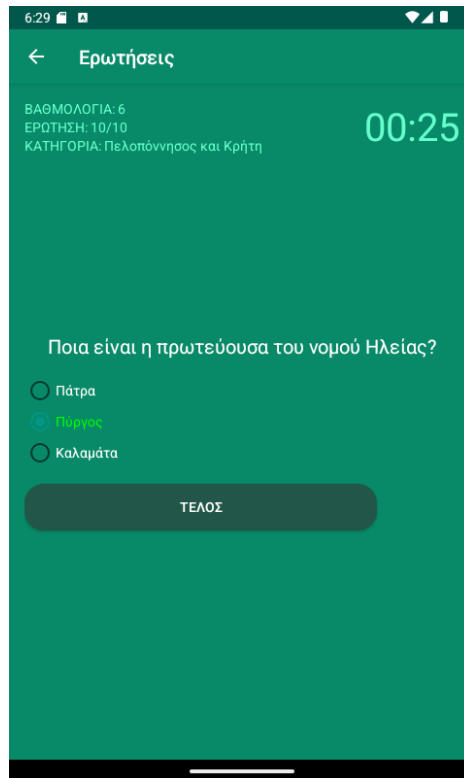 6:29
Ερωτήσεις
ΒΑΘΜΟΛΟΓΙΑ: 6
ΕΡΩΤΗΣΗ: 10/10
ΚΑΤΗΓΟΡΙΑ: Πελοπόννησος και Κρήτη
00:25
Ποια είναι η πρωτεύουσα του νομού Ηλείας?
Πάτρα
Πύργος
Καλαμάτα
ΤΕΛΟΣ